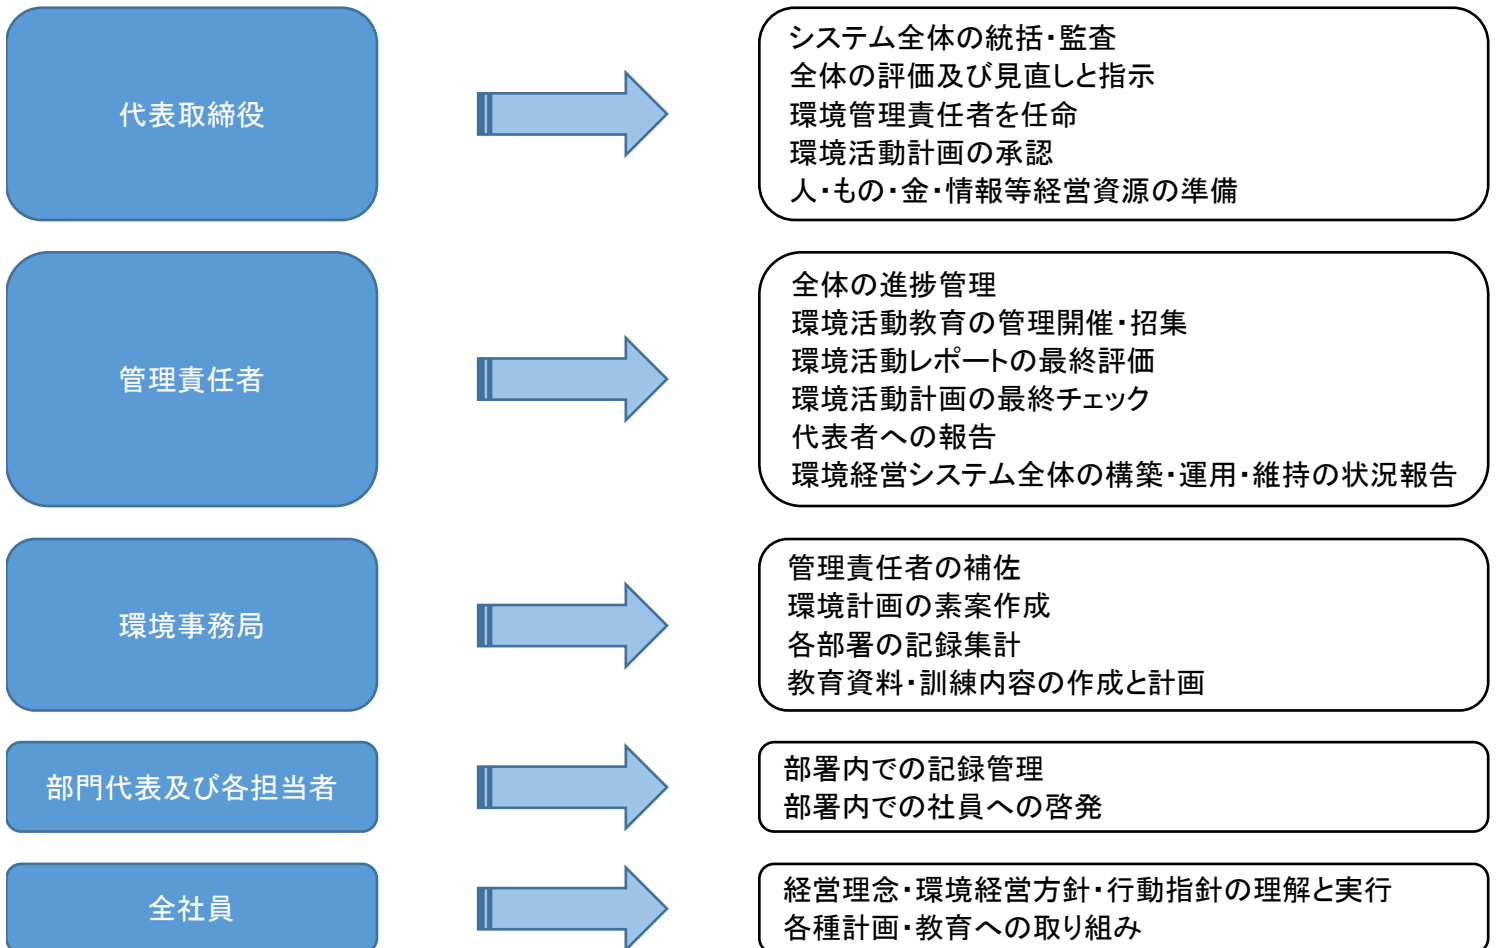 代表取締役
システム全体の統括・監査
全体の評価及び見直しと指示
環境管理責任者を任命
環境活動計画の承認
人・もの・金・情報等経営資源の準備
管理責任者
全体の進捗管理
環境活動教育の管理開催・招集
環境活動レポートの最終評価
環境活動計画の最終チェック
代表者への報告
環境経営システム全体の構築・運用・維持の状況報告
環境事務局
管理責任者の補佐
環境計画の素案作成
各部署の記録集計
教育資料・訓練内容の作成と計画
部門代表及び各担当者
部署内での記録管理
部署内での社員への啓発
全社員
経営理念・環境経営方針・行動指針の理解と実行
各種計画・教育への取り組み